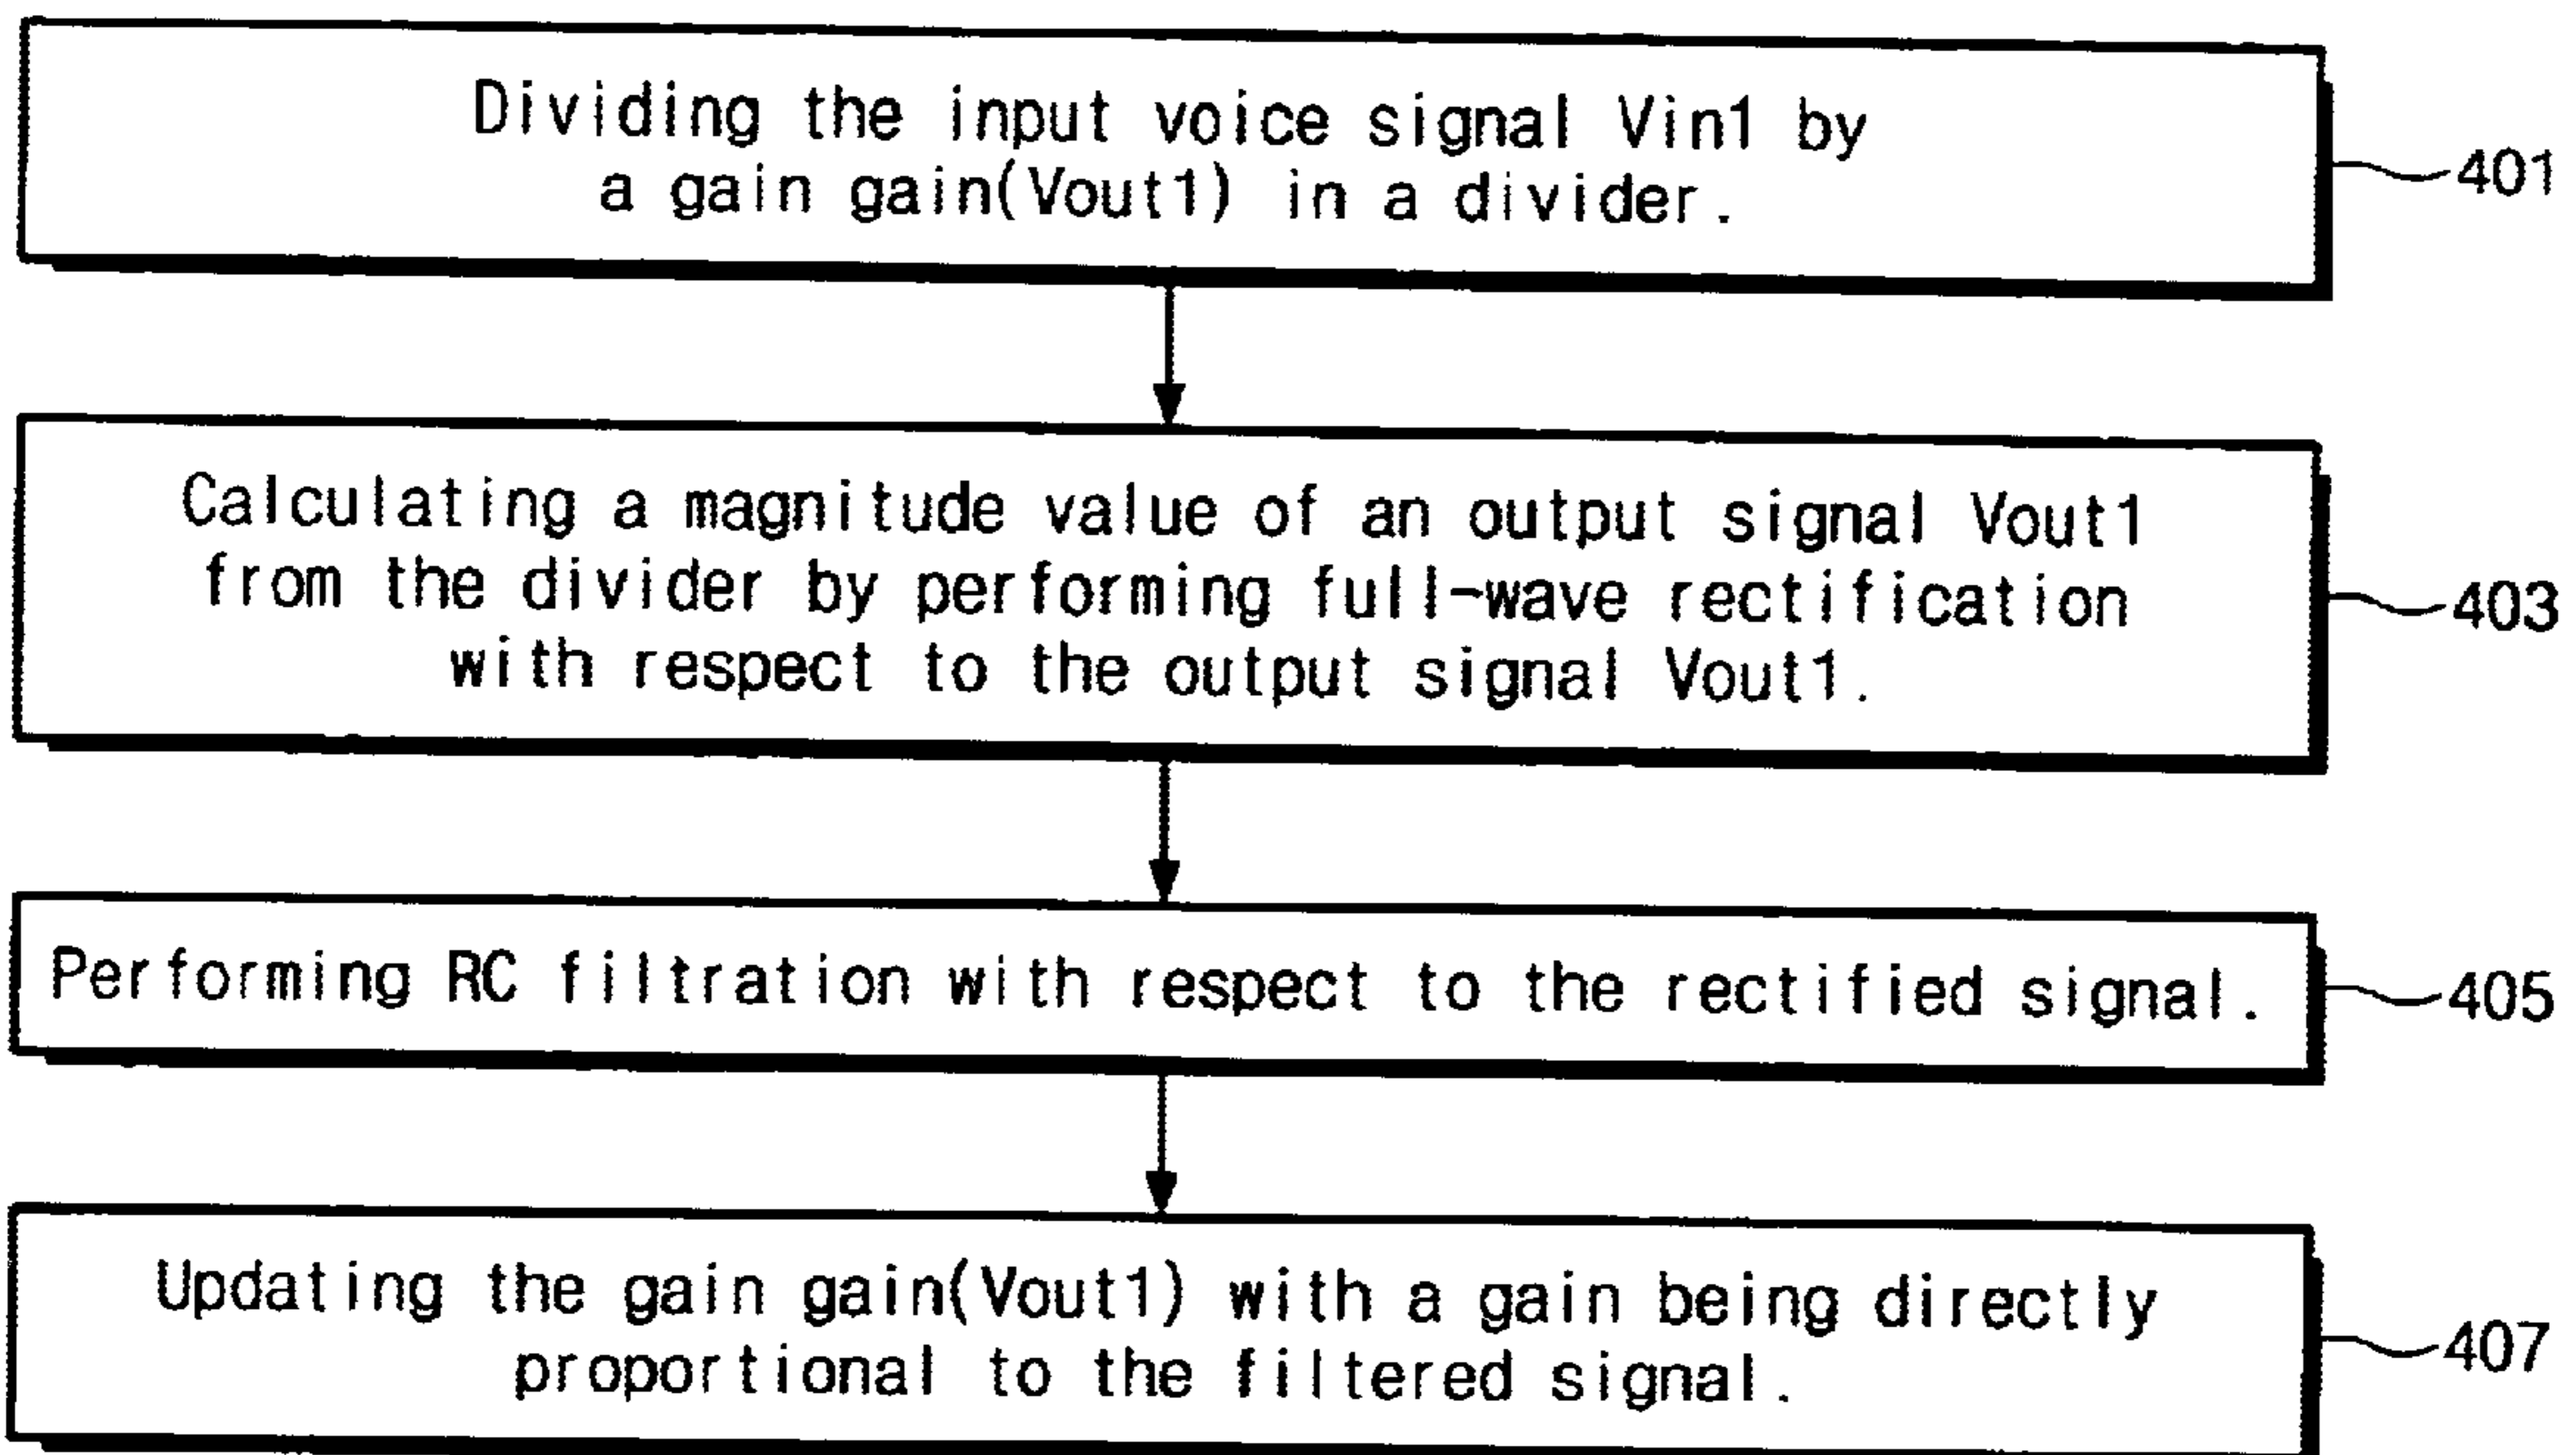 Dividing the input voice signal Vin1 by
a gain gain(Vout1) in a divider.
401
Calculating a magnitude value of an output signal Vout1
from the divider by performing full-wave rectification
with respect to the output signal Vout1.
403
Performing RC filtration with respect to the rectified signal.
405
Updating the gain gain(Vout1) with a gain being directly
proportional to the filtered signal.
407